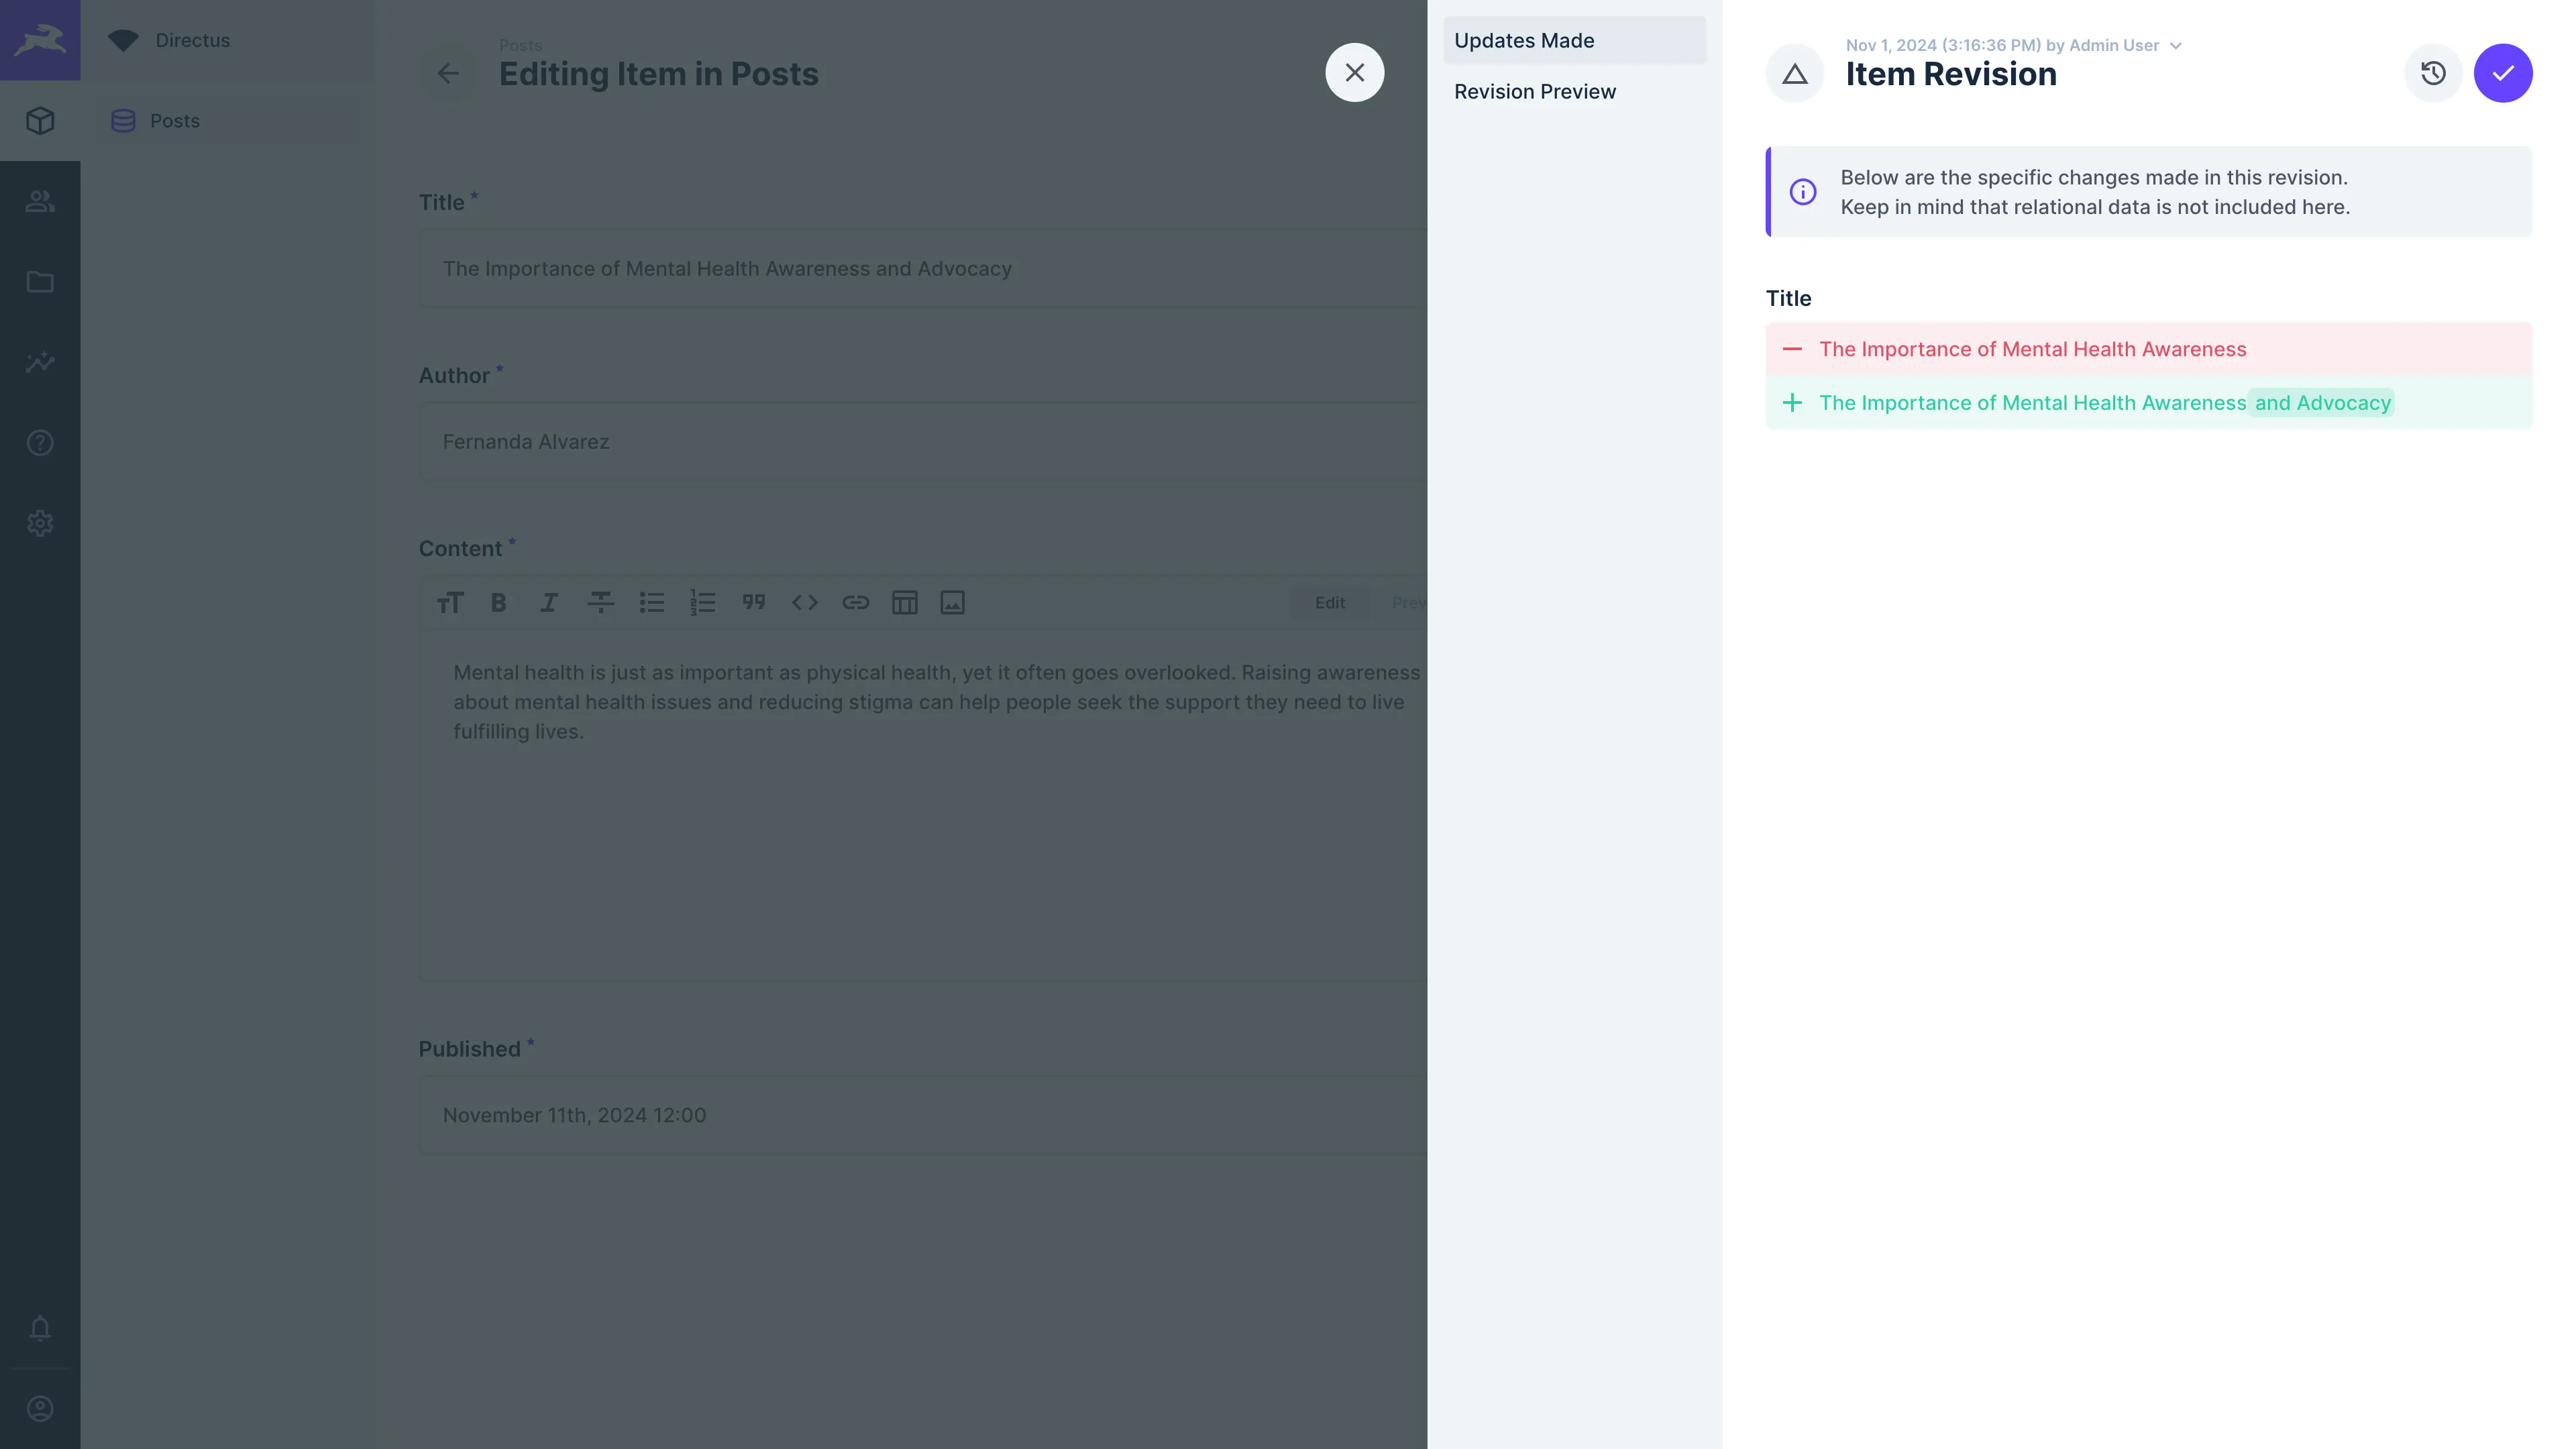 Directus
Posts
Posts
Editing Item in Posts
Title *
The Importance of Mental Health Awareness and Advocacy
Author *
Fernanda Alvarez
Content *
Edit
Mental health is just as important as physical health, yet it often goes overlooked. Raising awareness
about mental health issues and reducing stigma can help people seek the support they need to live
fulfilling lives.
Published *
November 11th, 2024 12:00
Updates Made
Revision Preview
Nov 1, 2024 (3:16:36 PM) by Admin User
Item Revision
Below are the specific changes made in this revision.
Keep in mind that relational data is not included here.
Title
The Importance of Mental Health Awareness
The Importance of Mental Health Awareness and Advocacy